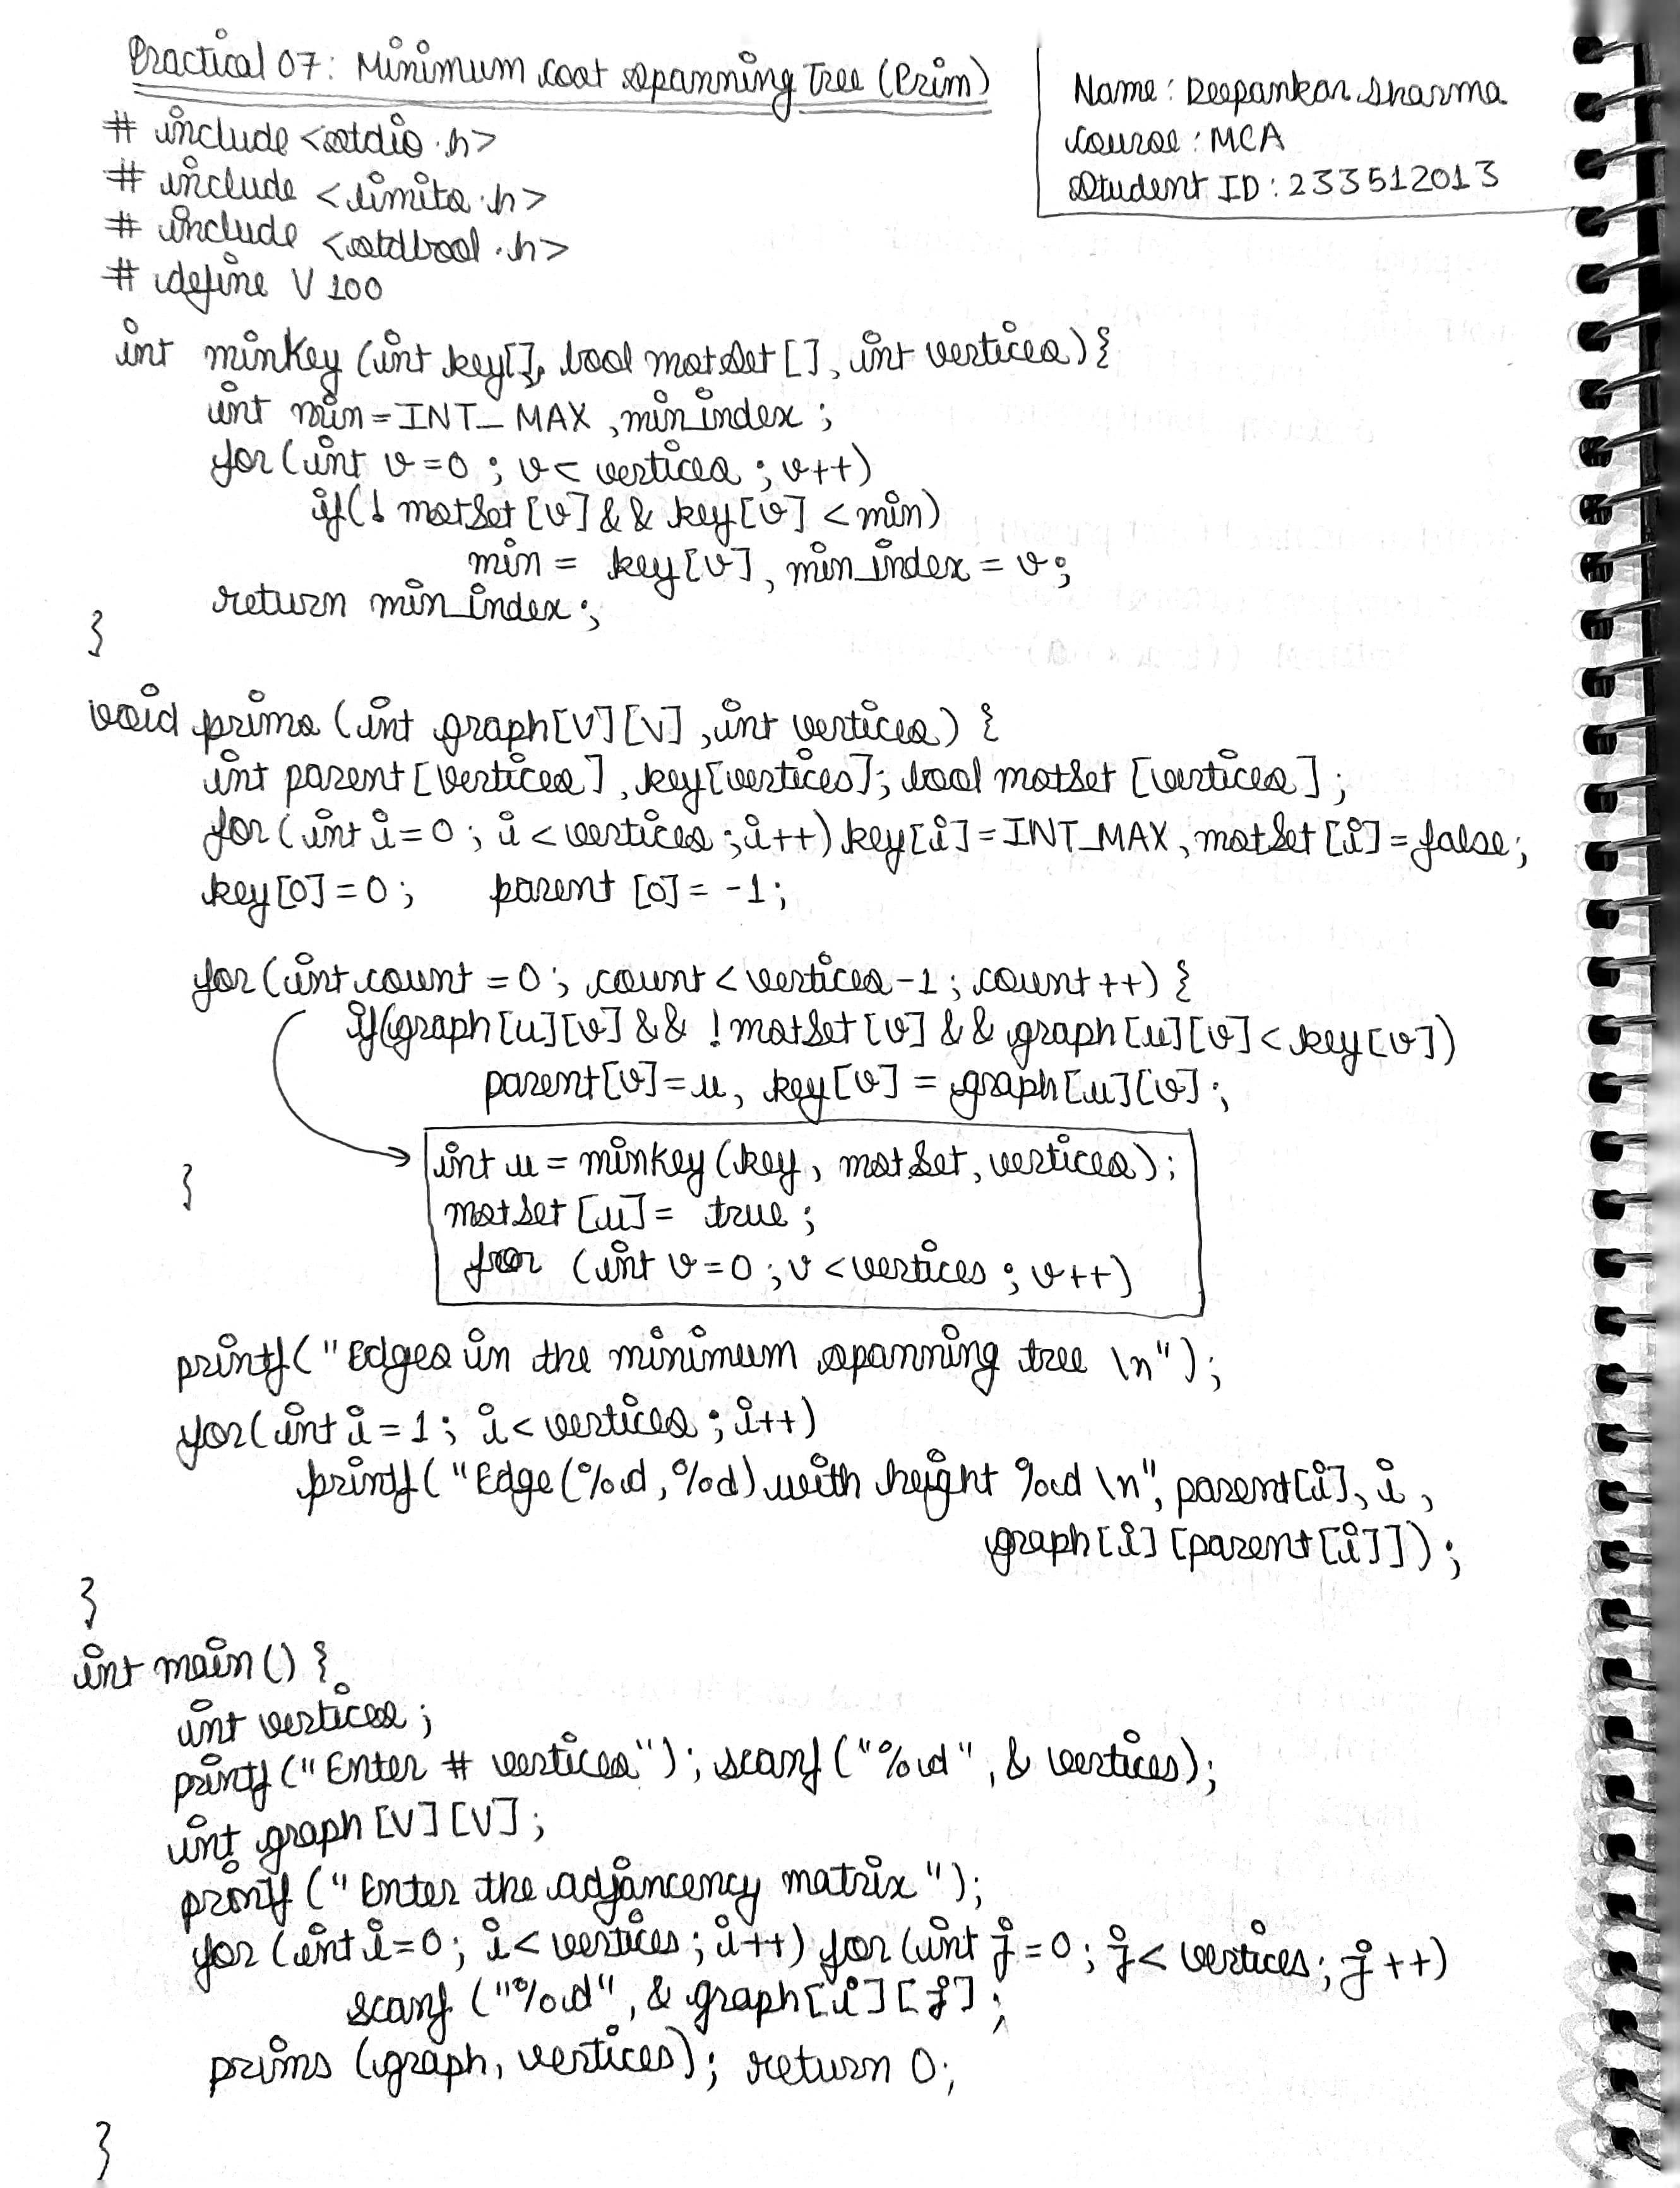 Practical 07: Minimum Cost Spanning Tree (Prim)
Name: Deepankar Sharma
Course: MCA
Student ID: 233512013
# include <stdio.h>
# include <limits.h>
# include <stdbool.h>
# define V 100
int minKey (int key[], bool mstSet [], int vertices) {
int min = INT_MAX, min_index;
for (int v=0; v< vertices; v++)
if(! mstSet [v] && key[v] < min)
min = key[v], min_index = v;
return min_index;
}
void prims (int graph[V][V], int vertices) {
int parent [vertices], key[vertices]; bool mstSet [vertices];
for (int i=0; i < vertices; i++) key[i]=INT_MAX, mstSet [i]=false;
key[0]=0; parent [0]= -1;
for(int count = 0; count < vertices-1; count++) {
if(graph[u][v] && !mstSet[v] && graph[u][v] < key[v])
parent[v]=u, key[v] = graph[u][v];
int u = minkey (key, mstSet, vertices);
mstSet [u] = true;
for (int v=0; v <vertices; v++)
}
printf("Edges in the minimum spanning tree \n");
for(int i=1; i< vertices; i++)
printf("Edge(%d,%d) with height %d \n", parent[i], i,
graph[i][parent[i]]);
}
int main() {
int vertices;
printf("Enter # vertices"); scanf("%d", & vertices);
int graph [V][V];
printf ("Enter the adjancency matrix");
for (int i=0; i< vertices; i++) for (int j=0; j< vertices; j++)
scanf ("%d", & graph[i][j];
prims (graph, vertices); return 0;
}